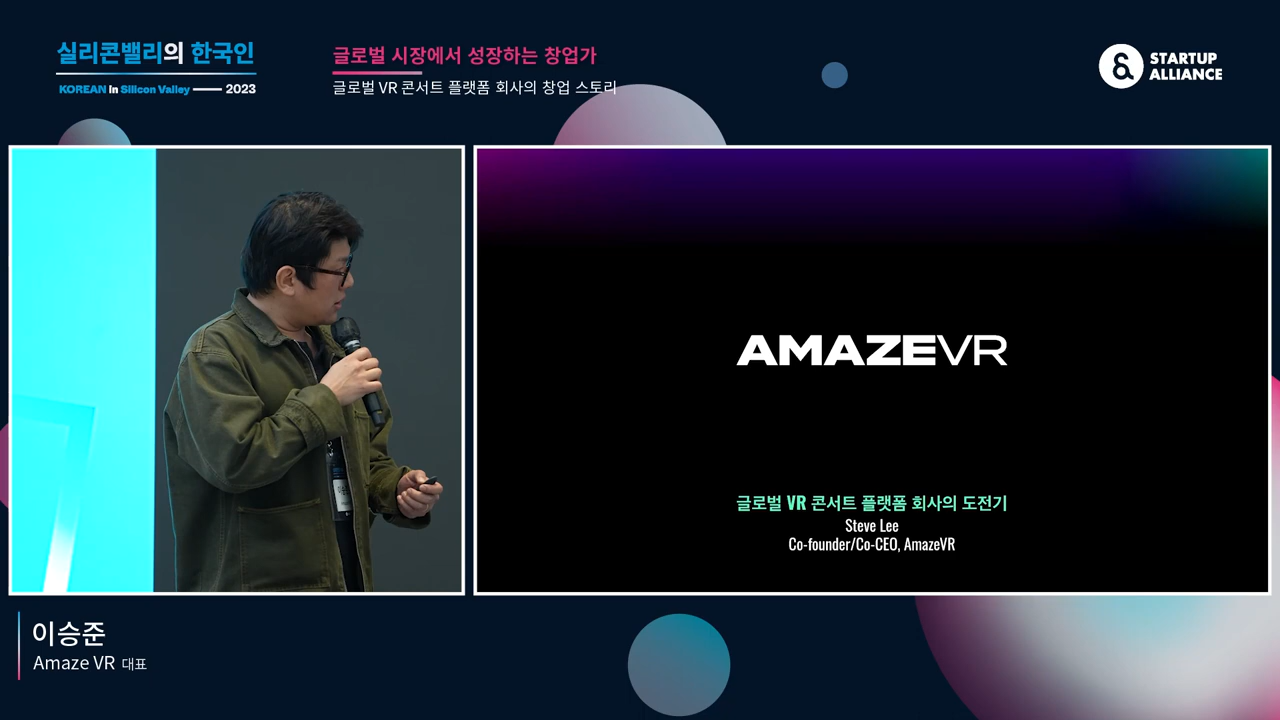 실리콘밸리의 한국인
KOREAN In Silicon Valley 2023
글로벌 시장에서 성장하는 창업가
글로벌 VR 콘서트 플랫폼 회사의 창업 스토리
STARTUP
ALLIANCE
AMAZEVR
글로벌 VR 콘서트 플랫폼 회사의 도전기
Steve Lee
Co-founder/Co-CEO, AmazeVR
이승준
Amaze VR 대표